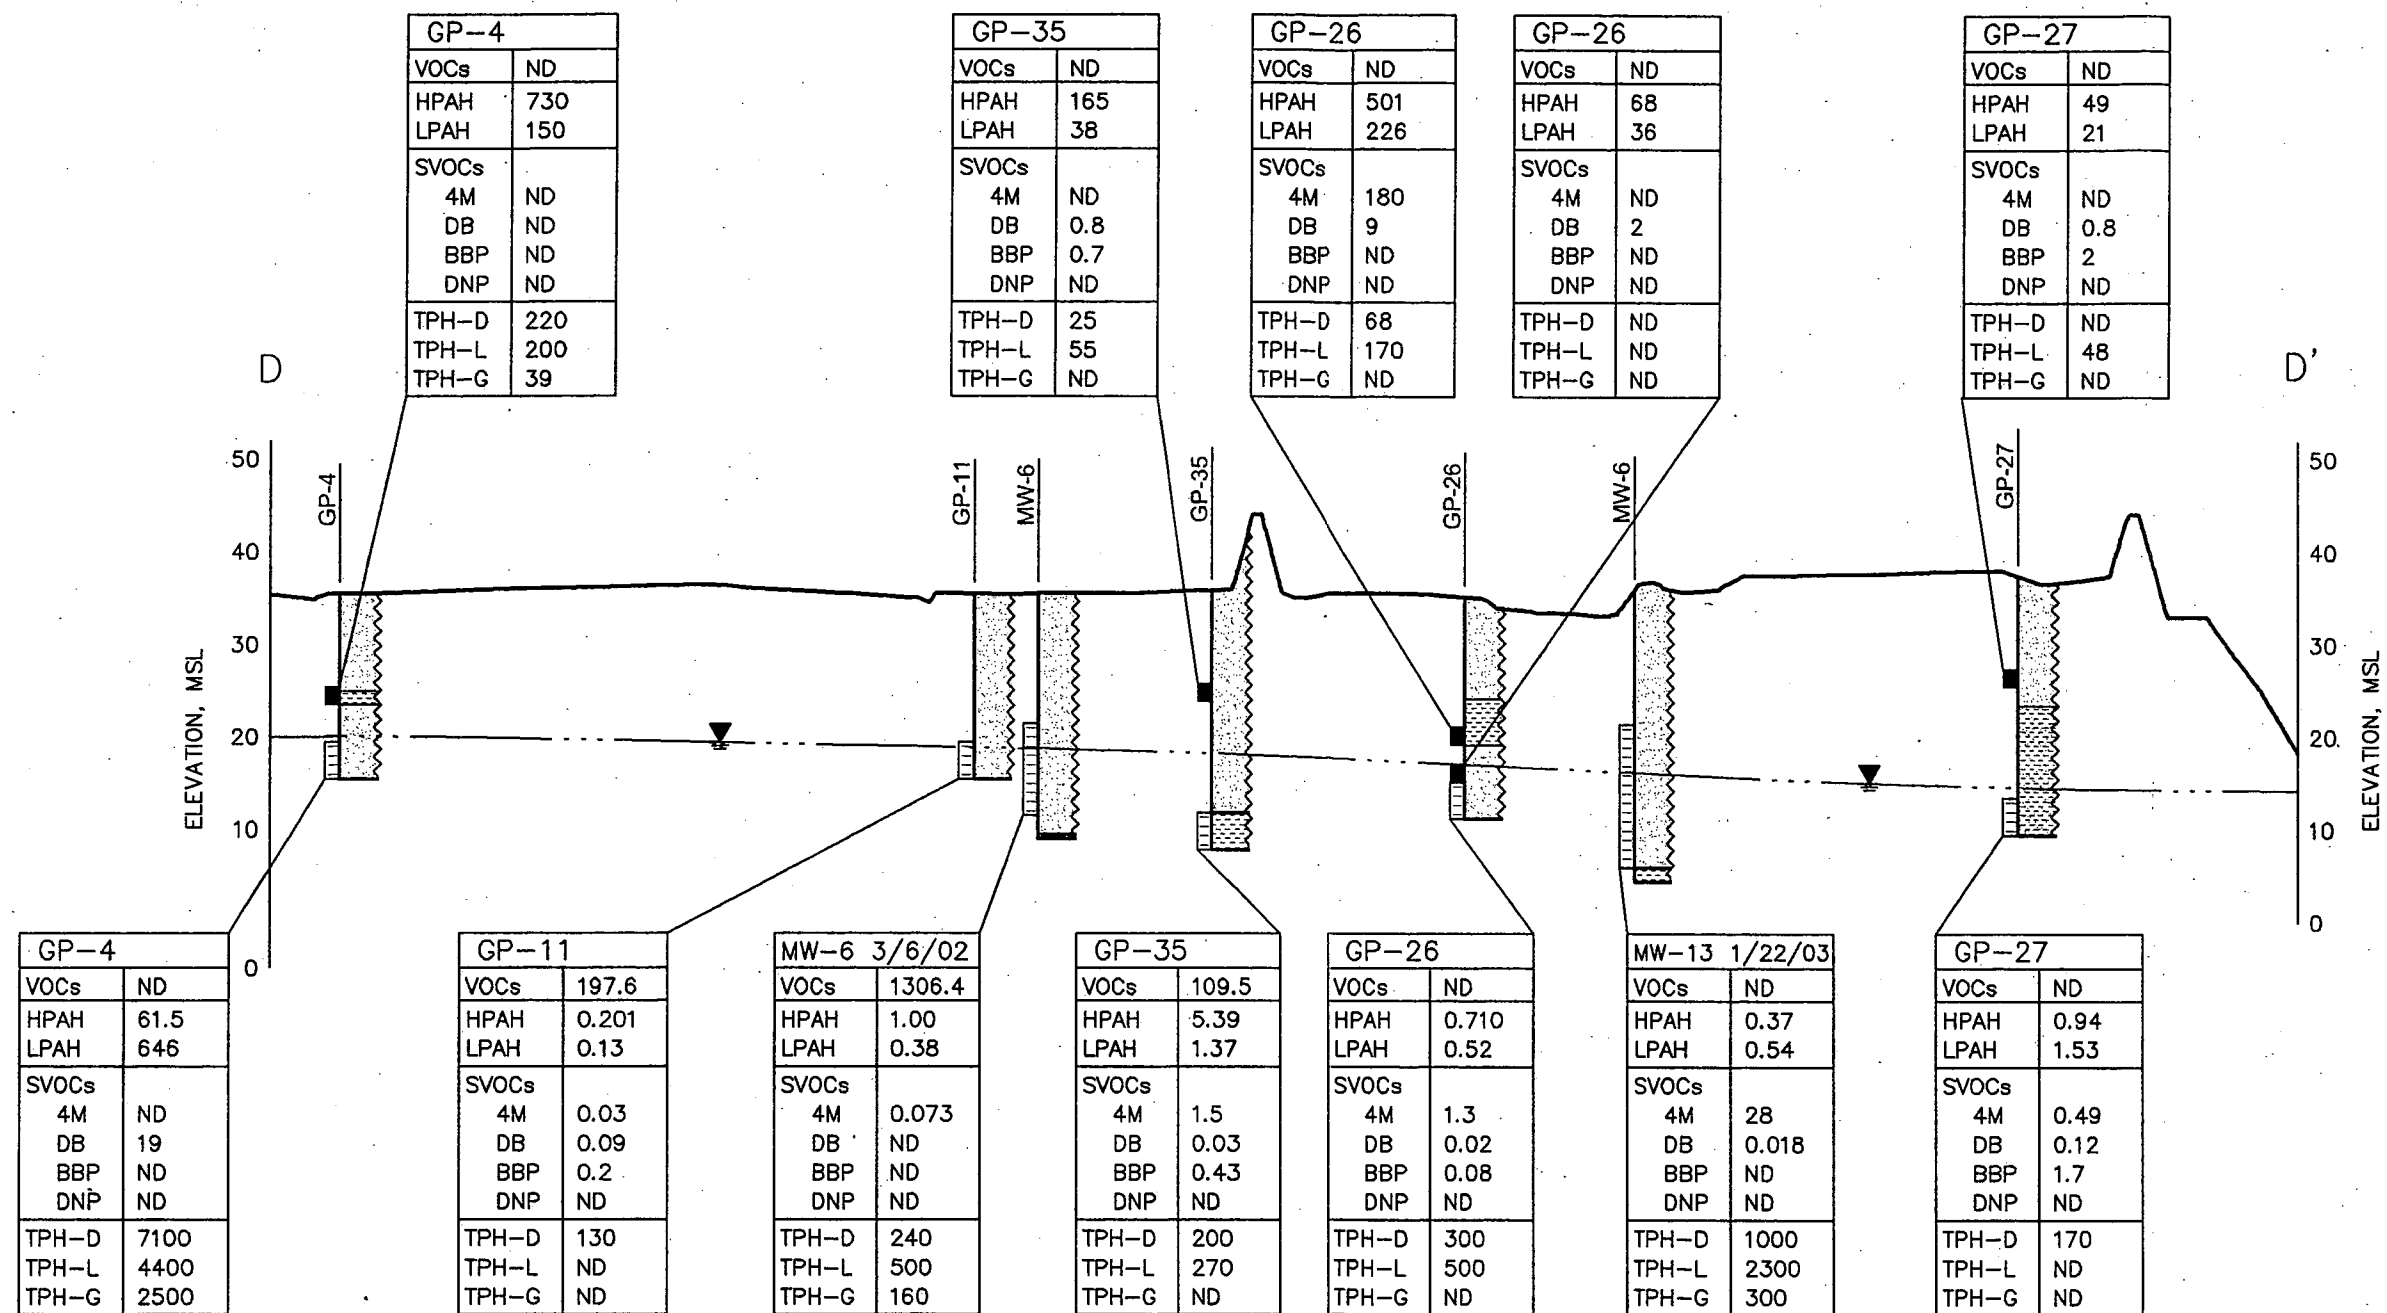 GP-4
VOCs ND
HPAH 730
LPAH 150
SVOCs
4M ND
DB ND
BBP ND
DNP ND
TPH-D 220
TPH-L 200
TPH-G 39
GP-35
VOCs ND
HPAH 165
LPAH 38
SVOCs
4M ND
DB 0.8
BBP 0.7
DNP ND
TPH-D 25
TPH-L 55
TPH-G ND
GP-26
VOCs ND
HPAH 501
LPAH 226
SVOCs
4M 180
DB 9
BBP ND
DNP ND
TPH-D 68
TPH-L 170
TPH-G ND
GP-26
VOCs ND
HPAH 68
LPAH 36
SVOCs
4M ND
DB 2
BBP ND
DNP ND
TPH-D ND
TPH-L ND
TPH-G ND
GP-27
VOCs ND
HPAH 49
LPAH 21
SVOCs
4M ND
DB 0.8
BBP 2
DNP ND
TPH-D ND
TPH-L 48
TPH-G ND
D
D'
ELEVATION, MSL
50
40
30
20
10
0
GP-4
GP-11
MW-6
GP-35
GP-26
MW-6
GP-27
50
40
30
20
10
0
ELEVATION, MSL
GP-4
VOCs ND
HPAH 61.5
LPAH 646
SVOCs
4M ND
DB 19
BBP ND
DNP ND
TPH-D 7100
TPH-L 4400
TPH-G 2500
GP-11
VOCs 197.6
HPAH 0.201
LPAH 0.13
SVOCs
4M 0.03
DB 0.09
BBP 0.2
DNP ND
TPH-D 130
TPH-L ND
TPH-G ND
MW-6 3/6/02
VOCs 1306.4
HPAH 1.00
LPAH 0.38
SVOCs
4M 0.073
DB ND
BBP ND
DNP ND
TPH-D 240
TPH-L 500
TPH-G 160
GP-35
VOCs 109.5
HPAH 5.39
LPAH 1.37
SVOCs
4M 1.5
DB 0.03
BBP 0.43
DNP ND
TPH-D 200
TPH-L 270
TPH-G ND
GP-26
VOCs ND
HPAH 0.710
LPAH 0.52
SVOCs
4M 1.3
DB 0.02
BBP 0.08
DNP ND
TPH-D 300
TPH-L 500
TPH-G ND
MW-13 1/22/03
VOCs ND
HPAH 0.37
LPAH 0.54
SVOCs
4M 28
DB 0.018
BBP ND
DNP ND
TPH-D 1000
TPH-L 2300
TPH-G 300
GP-27
VOCs ND
HPAH 0.94
LPAH 1.53
SVOCs
4M 0.49
DB 0.12
BBP 1.7
DNP ND
TPH-D 170
TPH-L ND
TPH-G ND